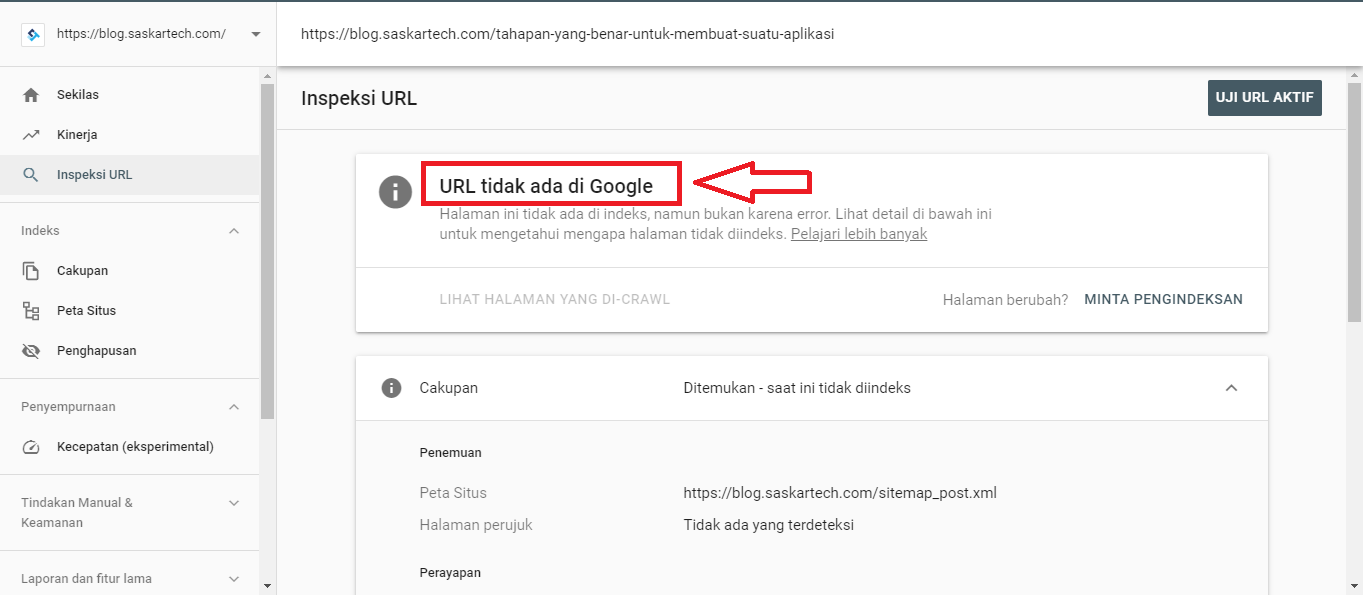 https://blog.saskartech.com/
https://blog.saskartech.com/tahapan-yang-benar-untuk-membuat-suatu-aplikasi
Sekilas
Kinerja
Inspeksi URL
Indeks
Cakupan
Peta Situs
Penghapusan
Penyempurnaan
Kecepatan (eksperimental)
Tindakan Manual &
Keamanan
Laporan dan fitur lama
Inspeksi URL
UJI URL AKTIF
URL tidak ada di Google
Halaman ini tidak ada di indeks, namun bukan karena error. Lihat detail di bawah ini
untuk mengetahui mengapa halaman tidak diindeks. Pelajari lebih banyak
LIHAT HALAMAN YANG DI-CRAWL
Halaman berubah? MINTA PENGINDEKSAN
Cakupan Ditemukan - saat ini tidak diindeks
Penemuan
Peta Situs https://blog.saskartech.com/sitemap_post.xml
Halaman perujuk Tidak ada yang terdeteksi
Perayapan